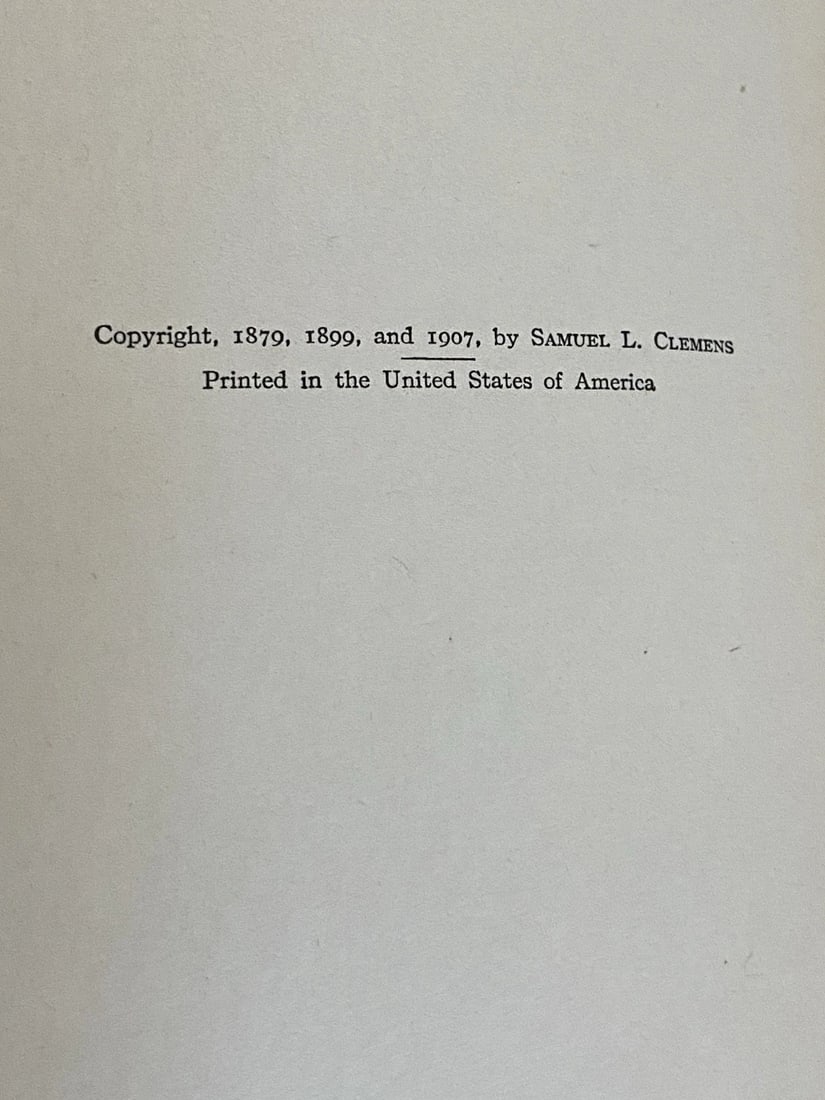 Copyright, 1879, 1899, and 1907, by SAMUEL L. CLEMENS
Printed in the United States of America